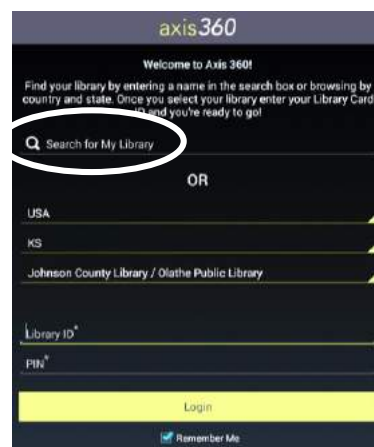 axis360
Welcome to Axis 360!
Find your library by entering a name in the search box or browsing by
country and state. Once you select your library enter your Library Card
and you're ready to go!
Search for My Library
OR
USA
KS
Johnson County Library / Olathe Public Library
Library ID*
PIN*
Login
Remember Me